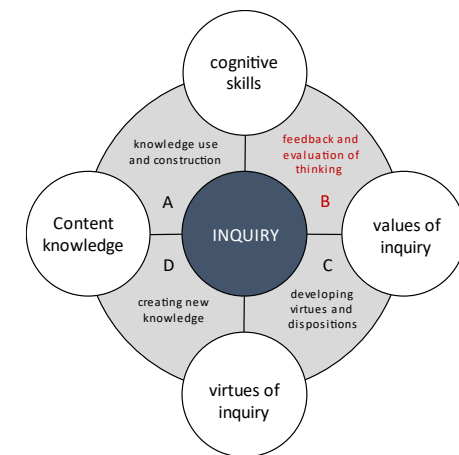 cognitive
skills
knowledge use
and construction
A
feedback and
evaluation of
thinking
B
Content
knowledge
INQUIRY
values of
inquiry
D
creating new
knowledge
C
developing
virtues and
dispositions
virtues of
inquiry